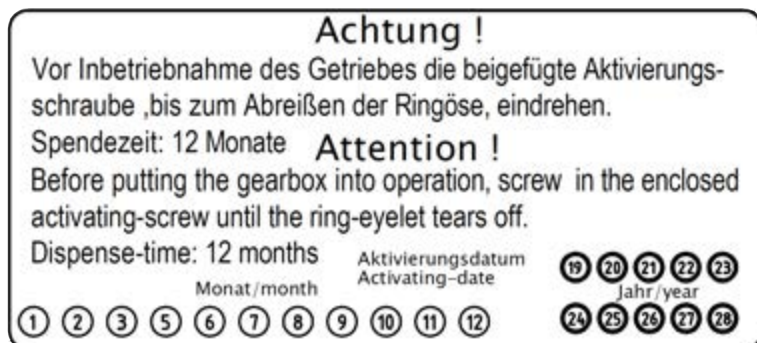 Achtung !
Vor Inbetriebnahme des Getriebes die beigefügte Aktivierungs-
schraube ,bis zum Abreißen der Ringöse, eindrehen.
Spendezeit: 12 Monate
Attention !
Before putting the gearbox into operation, screw in the enclosed
activating-screw until the ring-eyelet tears off.
Dispense-time: 12 months
Aktivierungsdatum
Activating-date
Monat/month
1 2 3 5 6 7 8 9 10 11 12
19 20 21 22 23
Jahr/year
24 25 26 27 28